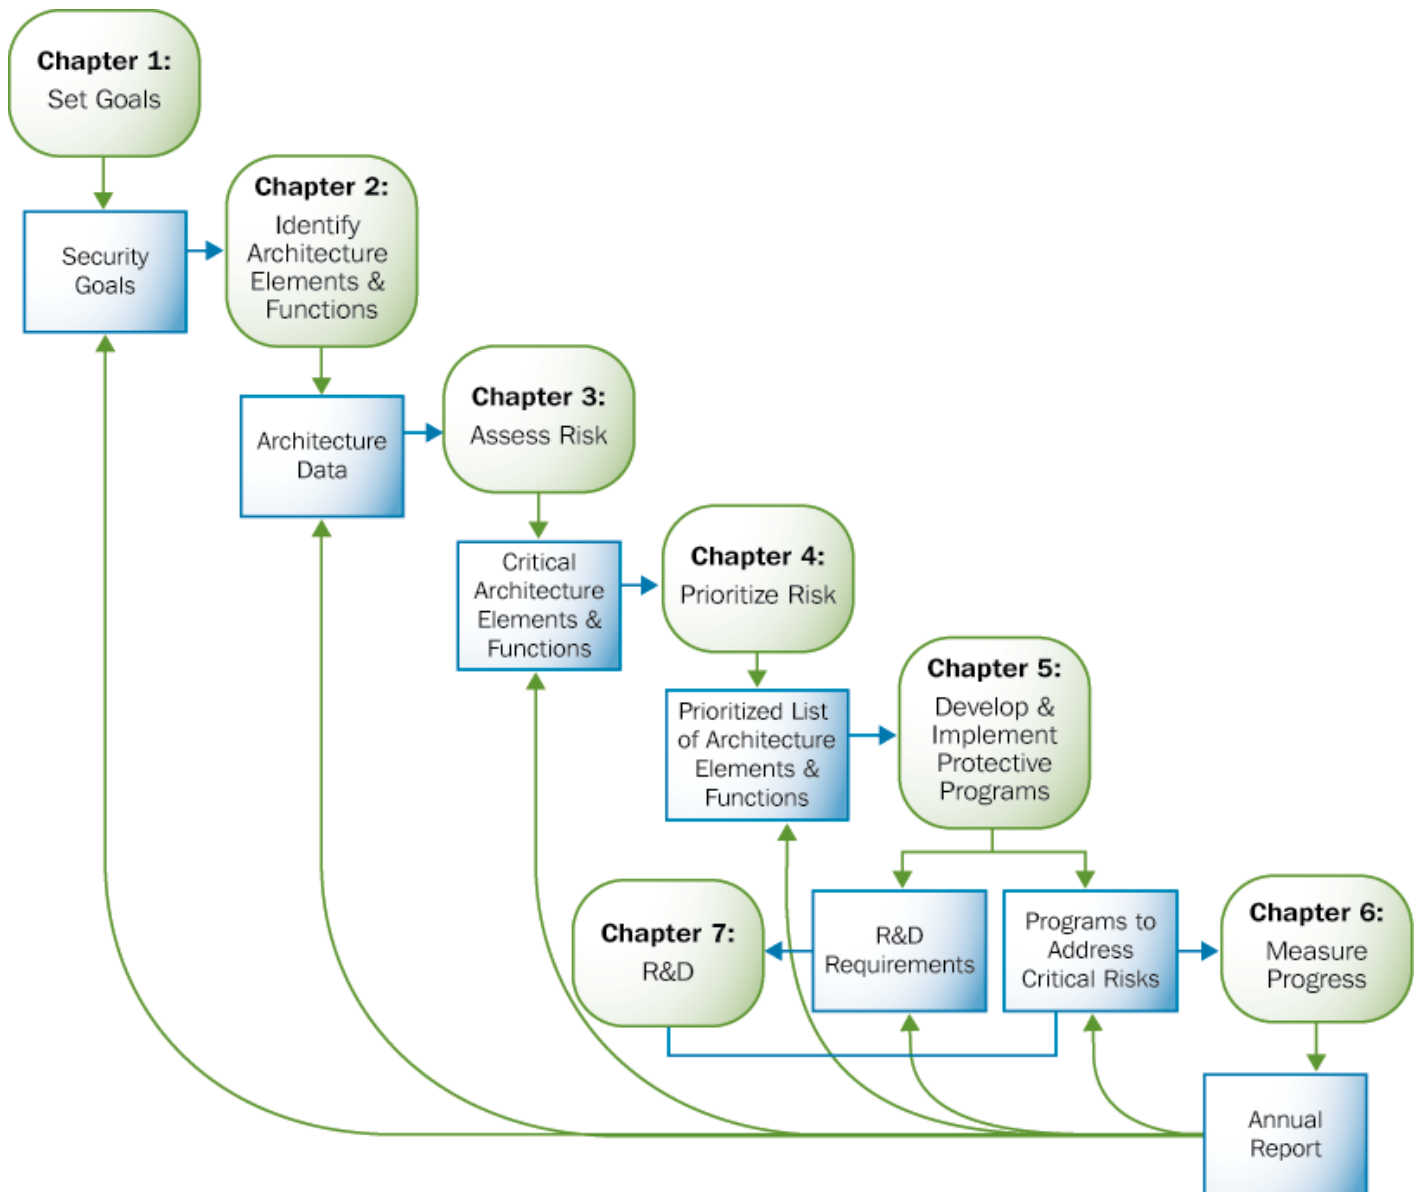 Chapter 1:
Set Goals
Security
Goals
Chapter 2:
Identify
Architecture
Elements &
Functions
Architecture
Data
Chapter 3:
Assess Risk
Critical
Architecture
Elements &
Functions
Chapter 4:
Prioritize Risk
Prioritized List
of Architecture
Elements &
Functions
Chapter 5:
Develop &
Implement
Protective
Programs
R&D
Requirements
Programs to
Address
Critical Risks
Chapter 6:
Measure
Progress
Chapter 7:
R&D
Annual
Report